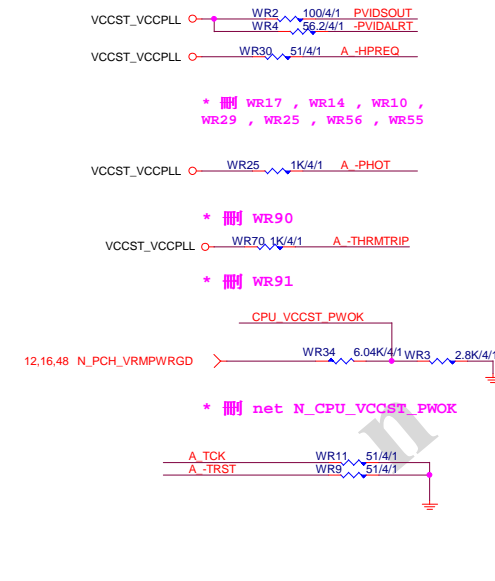 VCCST_VCCPLL WR2 100/4/1 PVIDSOUT
WR4 56.2/4/1 -PVIDALRT
VCCST_VCCPLL WR30 51/4/1 A_-HPREQ
* 刪 WR17 , WR14 , WR10 ,
WR29 , WR25 , WR56 , WR55
VCCST_VCCPLL WR25 1K/4/1 A_-PHOT
* 刪 WR90
VCCST_VCCPLL WR70 1K/4/1 A_-THRMTRIP
* 刪 WR91
CPU_VCCST_PWOK
12,16,48 N_PCH_VRMPWRGD WR34 6.04K/4/1 WR3 2.8K/4/1
* 刪 net N_CPU_VCCST_PWOK
n
A_TCK WR11 51/4/1
A_-TRST WR9 51/4/1